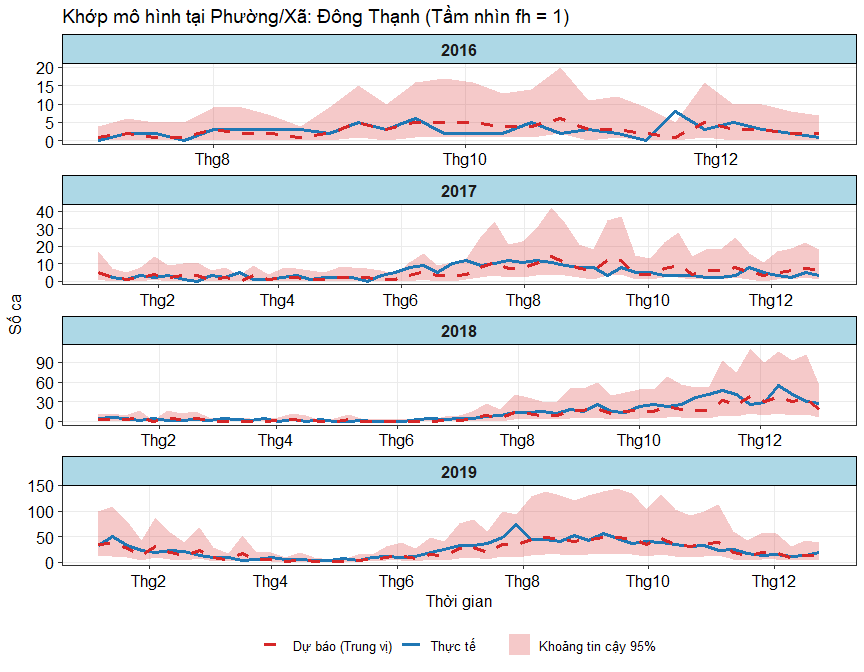 Khớp mô hình tại Phường/Xã: Đông Thạnh (Tầm nhìn fh = 1)
2016
20
15
10
5
0
Thg8 Thg10 Thg12
2017
40
30
20
10
0
Thg2 Thg4 Thg6 Thg8 Thg10 Thg12
Số ca
2018
90
60
30
0
Thg2 Thg4 Thg6 Thg8 Thg10 Thg12
2019
150
100
50
0
Thg2 Thg4 Thg6 Thg8 Thg10 Thg12
Thời gian
Dự báo (Trung vị) Thực tế Khoảng tin cậy 95%